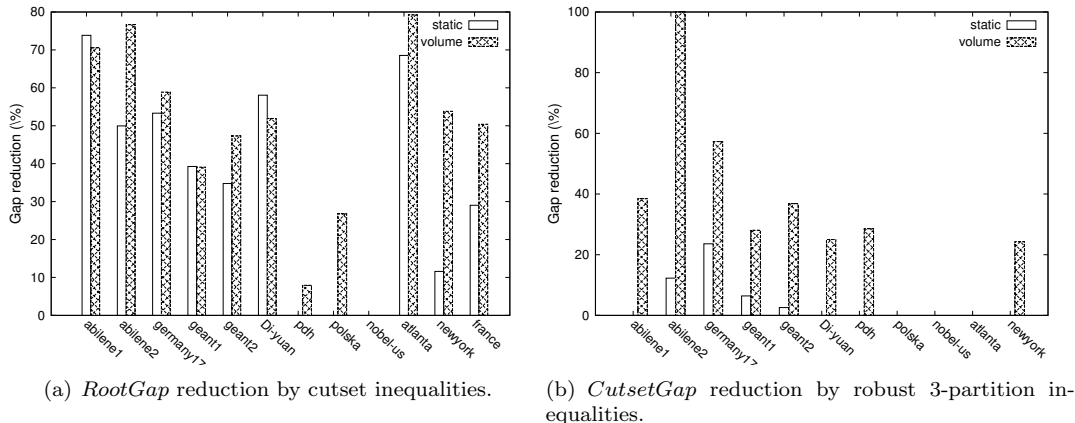 80
70
60
50
40
30
20
10
0
Gap reduction (\%)
static
volume
abilene1
abilene2
germany17
geant1
geant2
Di-yuan
pdh
polska
nobel-us
atlanta
newyork
france
(a) RootGap reduction by cutset inequalities.
100
80
60
40
20
0
Gap reduction (\%)
static
volume
abilene1
abilene2
germany17
geant1
geant2
Di-yuan
pdh
polska
nobel-us
atlanta
newyork
(b) CutsetGap reduction by robust 3-partition in-
equalities.